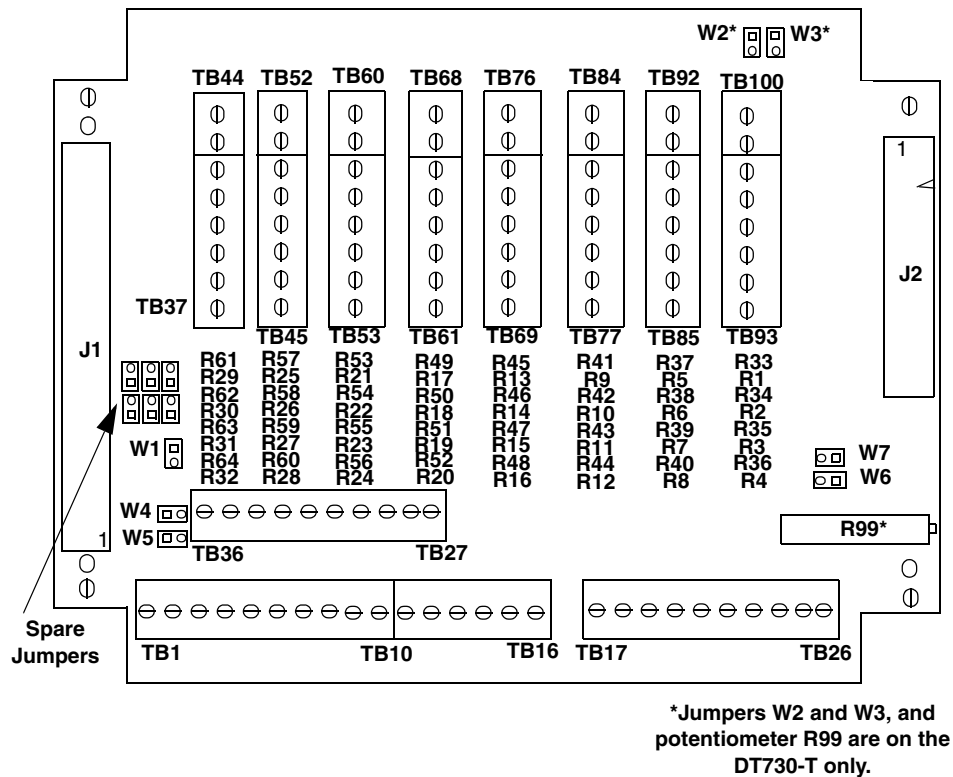 W2* W3*
TB44 TB52 TB60 TB68 TB76 TB84 TB92 TB100
1
J2
TB37
TB45 TB53 TB61 TB69 TB77 TB85 TB93
J1
R61 R57 R53 R49 R45 R41 R37 R33
R29 R25 R21 R17 R13 R9 R5 R1
R62 R58 R54 R50 R46 R42 R38 R34
R30 R26 R22 R18 R14 R10 R6 R2
R63 R59 R55 R51 R47 R43 R39 R35
R31 R27 R23 R19 R15 R11 R7 R3
R64 R60 R56 R52 R48 R44 R40 R36
R32 R28 R24 R20 R16 R12 R8 R4
W1
W7
W6
W4
W5
1
TB36 TB27
R99*
Spare
Jumpers
TB1 TB10 TB16 TB17 TB26
*Jumpers W2 and W3, and
potentiometer R99 are on the
DT730-T only.